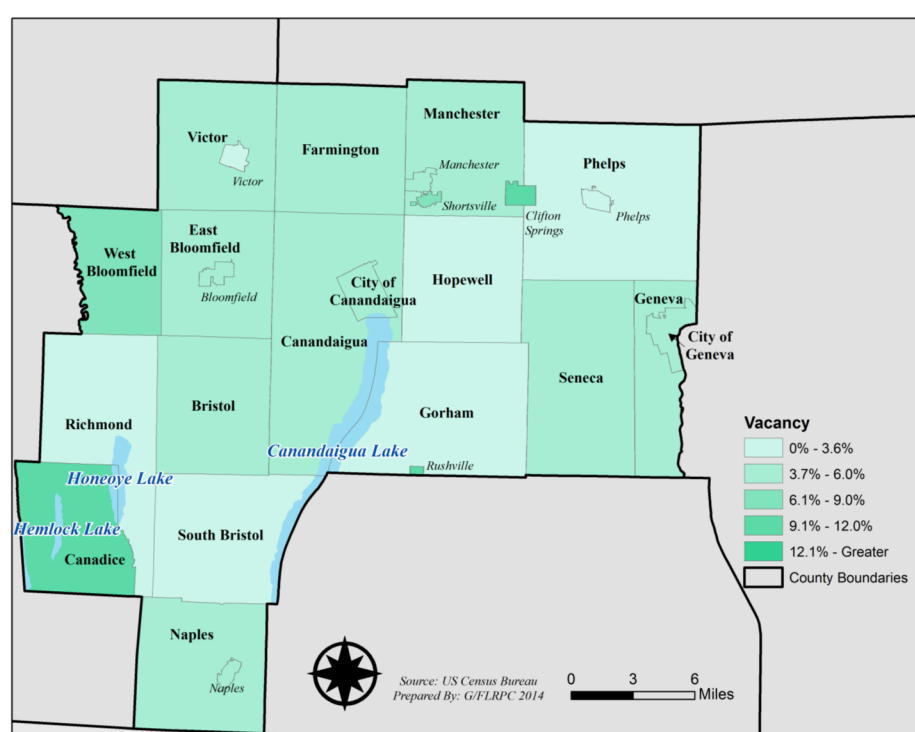 Manchester
Victor
Farmington
Phelps
Manchester
Victor
Shortsville
Clifton
Springs
Phelps
East
Bloomfield
West
Bloomfield
Bloomfield
City of
Canandaigua
Hopewell
Geneva
City of
Geneva
Canandaigua
Seneca
Bristol
Gorham
Richmond
Canandaigua Lake
Rushville
Honeoye Lake
Hemlock Lake
South Bristol
Canadice
Naples
Naples
Vacancy
0% - 3.6%
3.7% - 6.0%
6.1% - 9.0%
9.1% - 12.0%
12.1% - Greater
County Boundaries
Source: US Census Bureau
Prepared By: G/FLRPC 2014
0 3 6
Miles